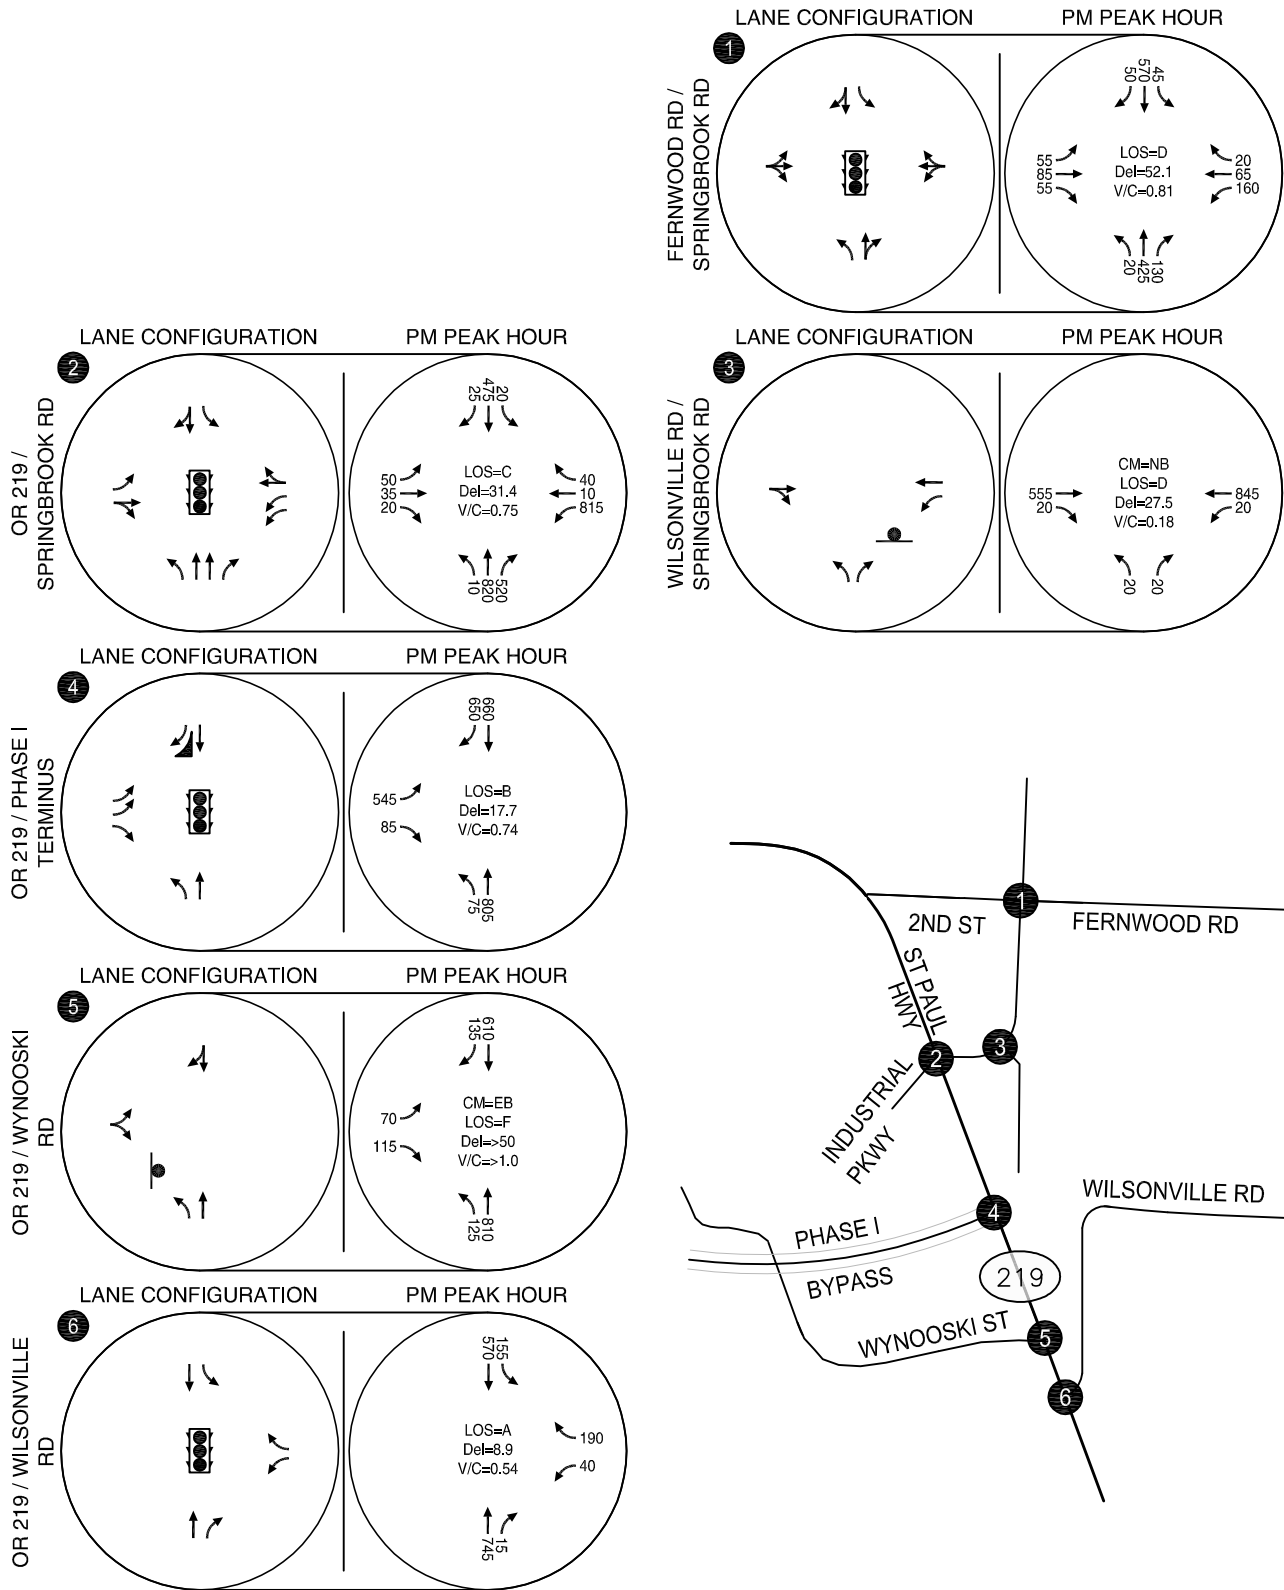 LANE CONFIGURATION
PM PEAK HOUR
1
FERNWOOD RD /
SPRINGBROOK RD
50
570
45
55
85
55
LOS=D
Del=52.1
V/C=0.81
20
65
160
20
425
130
LANE CONFIGURATION
PM PEAK HOUR
2
OR 219 /
SPRINGBROOK RD
25
475
20
50
35
20
LOS=C
Del=31.4
V/C=0.75
40
10
815
10
820
520
LANE CONFIGURATION
PM PEAK HOUR
3
WILSONVILLE RD /
SPRINGBROOK RD
555
20
CM=NB
LOS=D
Del=27.5
V/C=0.18
845
20
20
20
LANE CONFIGURATION
PM PEAK HOUR
4
OR 219 / PHASE I
TERMINUS
650
660
545
85
LOS=B
Del=17.7
V/C=0.74
75
805
LANE CONFIGURATION
PM PEAK HOUR
5
OR 219 / WYNOOSKI
RD
135
610
70
115
CM=EB
LOS=F
Del=>50
V/C=>1.0
125
810
LANE CONFIGURATION
PM PEAK HOUR
6
OR 219 / WILSONVILLE
RD
570
155
LOS=A
Del=8.9
V/C=0.54
190
40
745
15
1
2ND ST
FERNWOOD RD
ST PAUL
HWY
2
3
INDUSTRIAL
PKWY
WILSONVILLE RD
4
PHASE I
BYPASS
219
WYNOOSKI ST
5
6